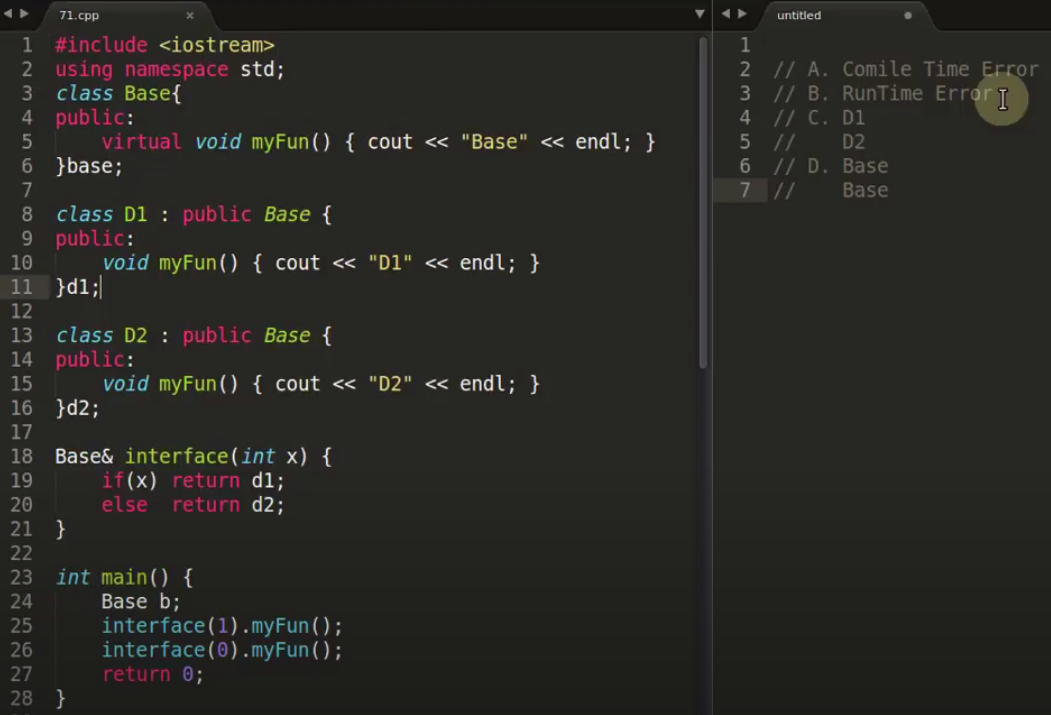 71.cpp
1 #include <iostream>
2 using namespace std;
3 class Base{
4 public:
5     virtual void myFun() { cout << "Base" << endl; }
6 }base;
7
8 class D1 : public Base {
9 public:
10     void myFun() { cout << "D1" << endl; }
11 }d1;
12
13 class D2 : public Base {
14 public:
15     void myFun() { cout << "D2" << endl; }
16 }d2;
17
18 Base& interface(int x) {
19     if(x) return d1;
20     else  return d2;
21 }
22
23 int main() {
24     Base b;
25     interface(1).myFun();
26     interface(0).myFun();
27     return 0;
28 }
untitled
1
2 // A. Comile Time Error
3 // B. RunTime Error
4 // C. D1
5 //    D2
6 // D. Base
7 //    Base